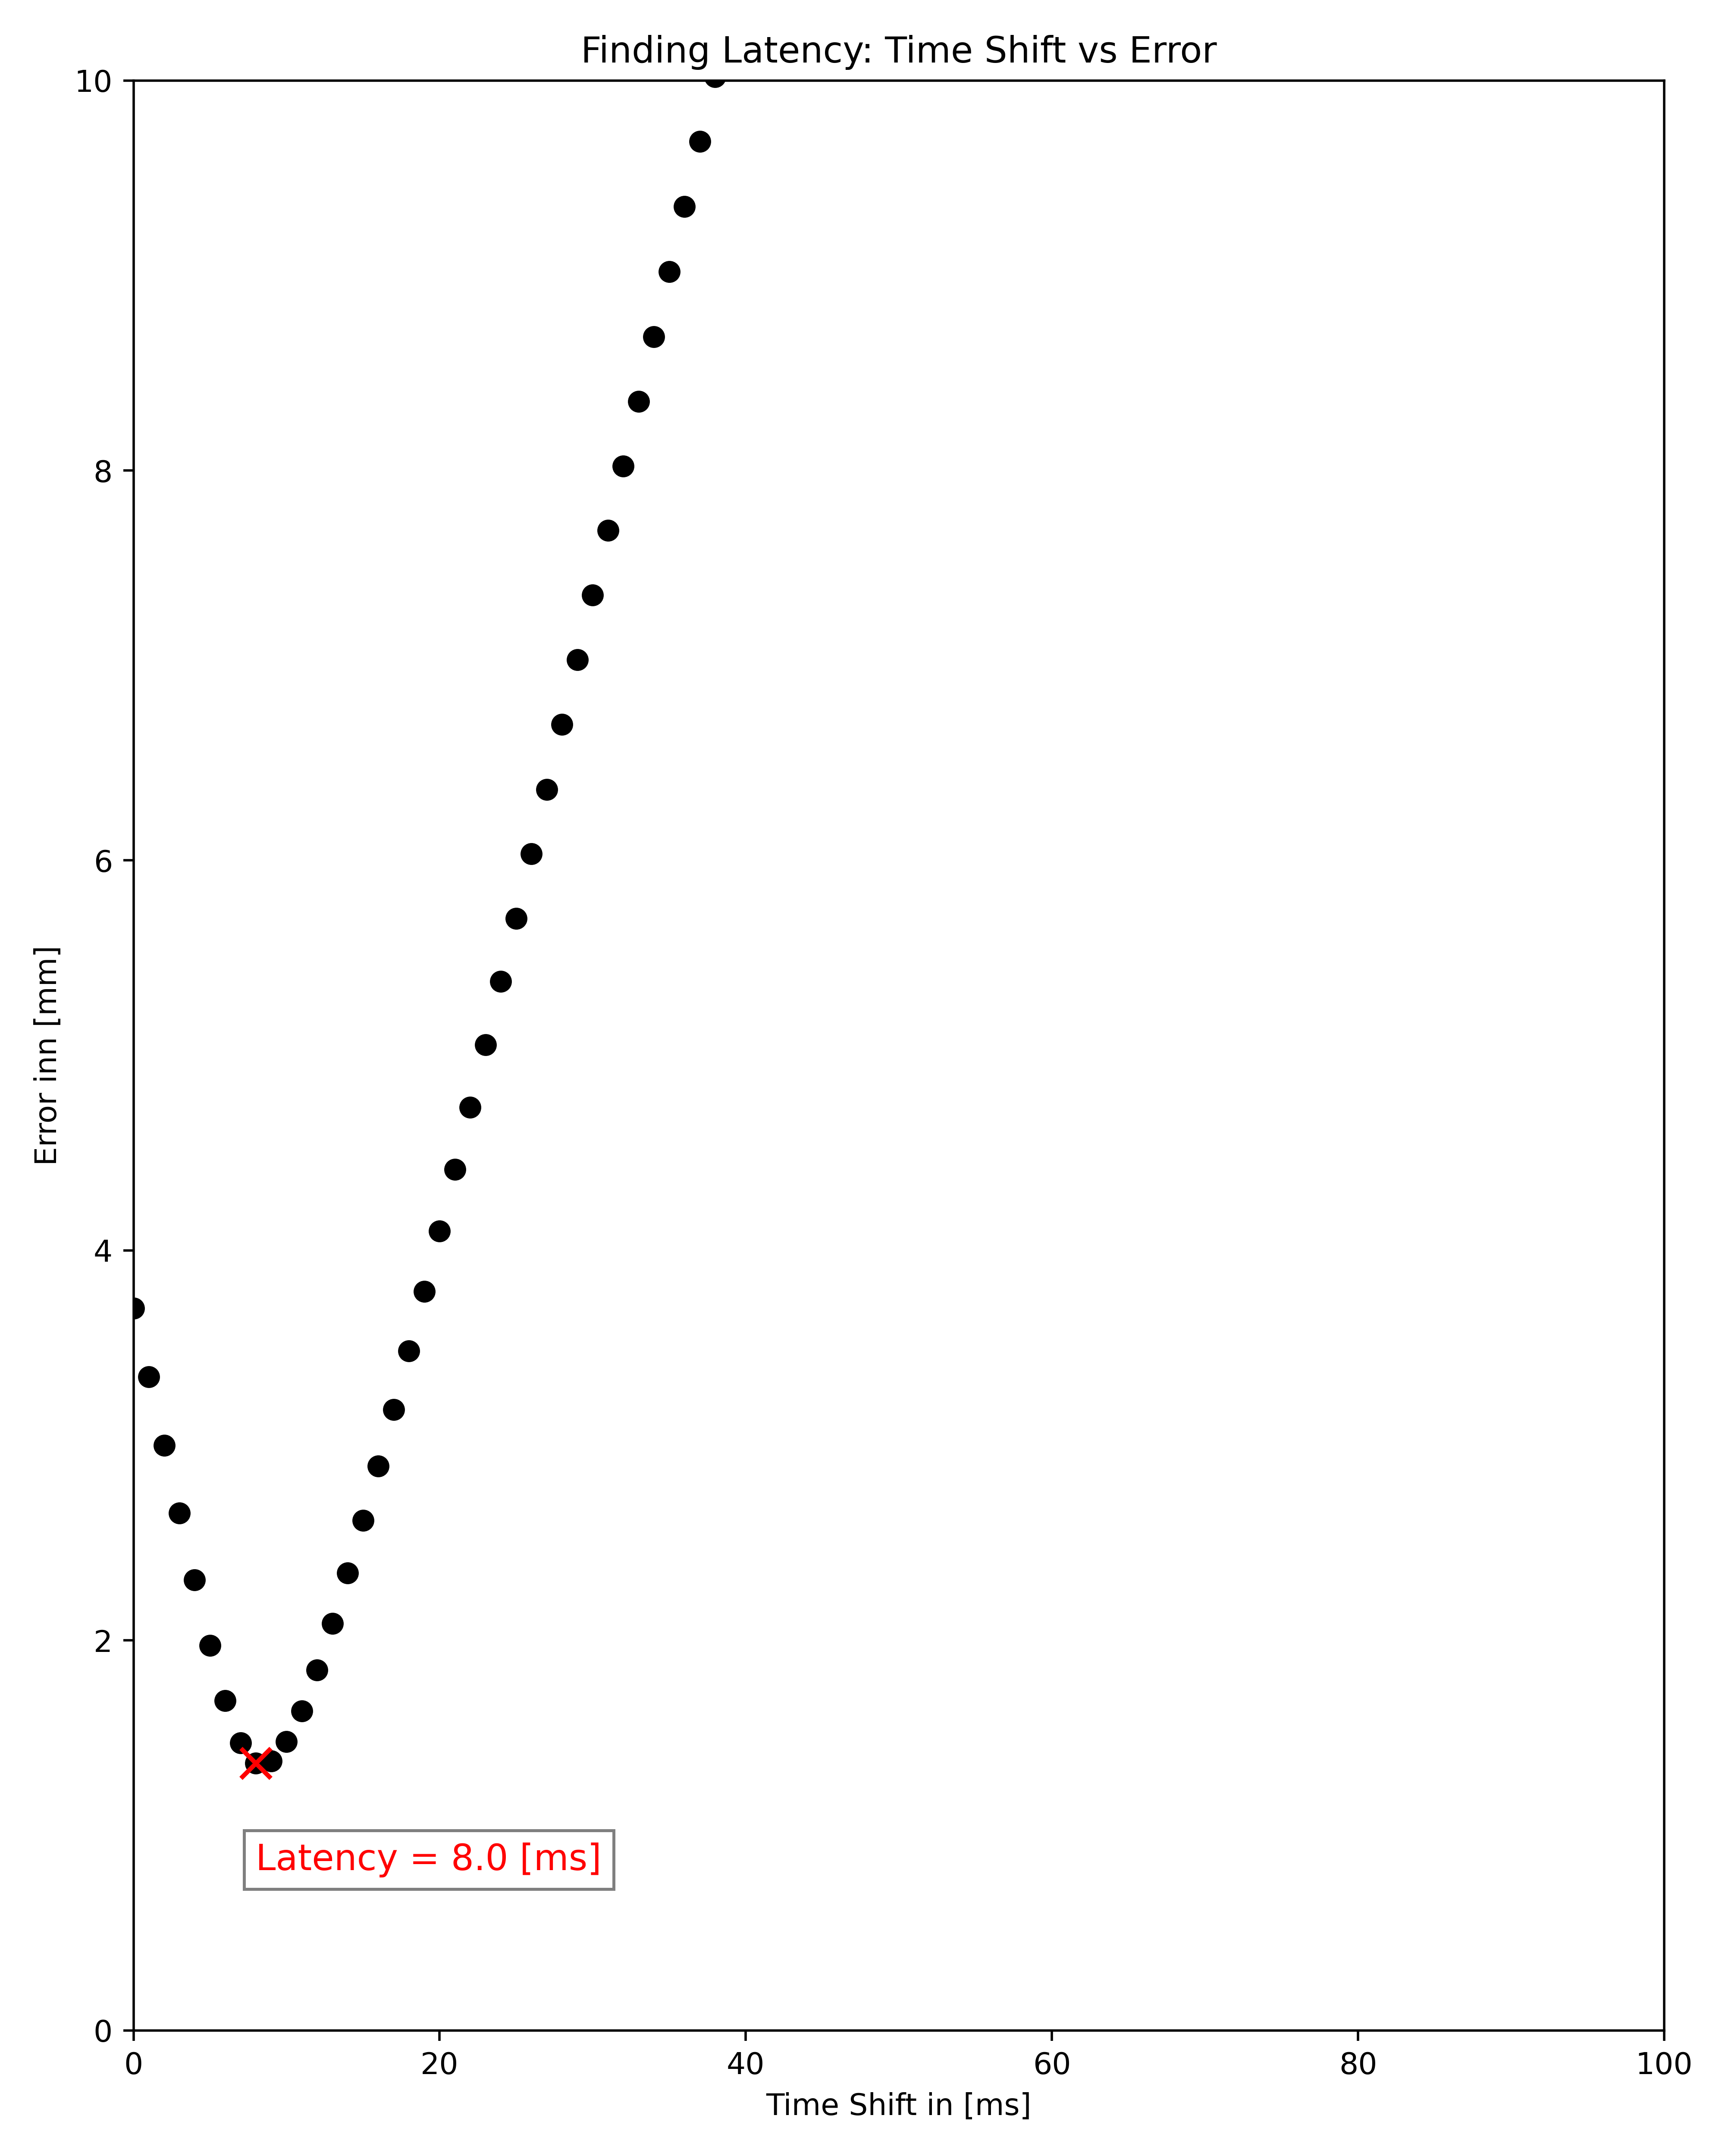 Finding Latency: Time Shift vs Error
10
8
6
4
2
0
Error inn [mm]
Latency = 8.0 [ms]
0 20 40 60 80 100
Time Shift in [ms]